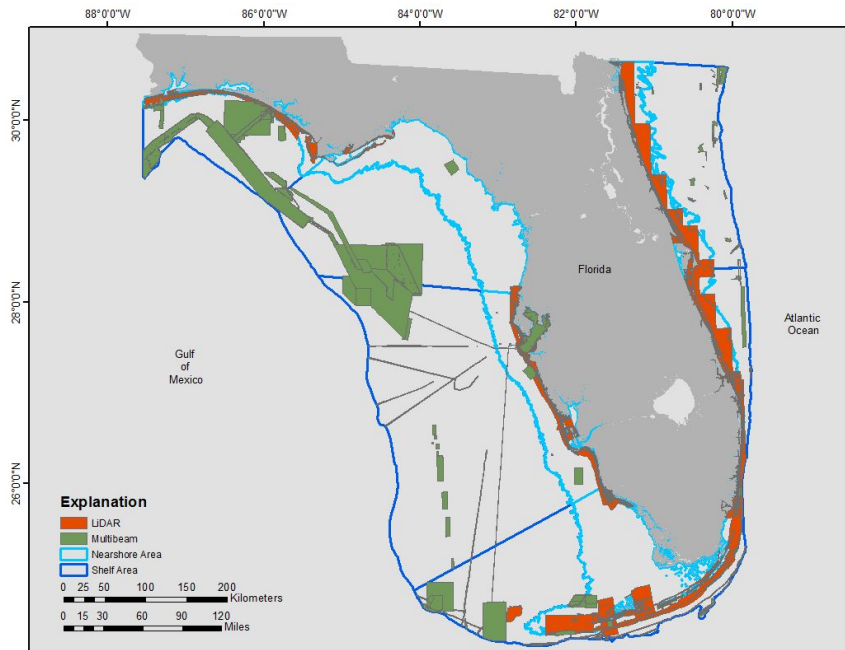 88°0'0"W 86°0'0"W 84°0'0"W 82°0'0"W 80°0'0"W
30°0'0"N
28°0'0"N
26°0'0"N
Florida
Atlantic
Ocean
Gulf
of
Mexico
Explanation
LiDAR
Multibeam
Nearshore Area
Shelf Area
0 25 50 100 150 200
Kilometers
0 15 30 60 90 120
Miles